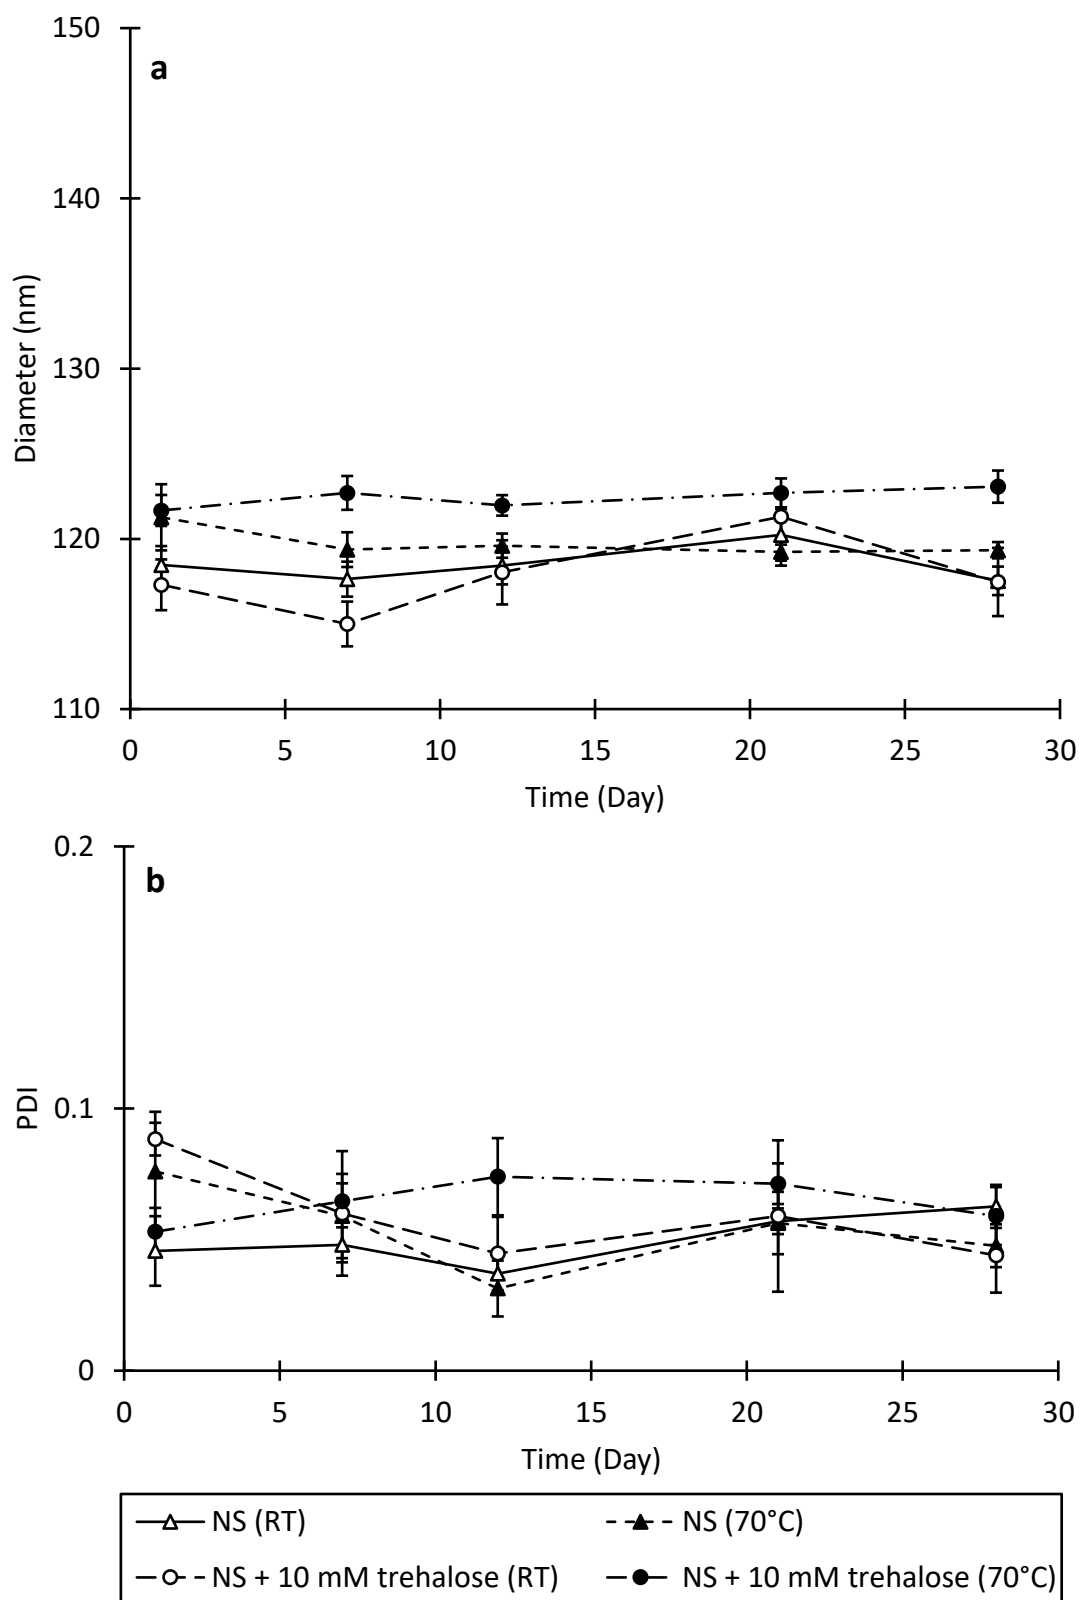 150
a
140
130
120
110
Diameter (nm)
0 5 10 15 20 25 30
Time (Day)
0.2
b
0.1
0
PDI
0 5 10 15 20 25 30
Time (Day)
NS (RT) NS (70°C)
NS + 10 mM trehalose (RT) NS + 10 mM trehalose (70°C)